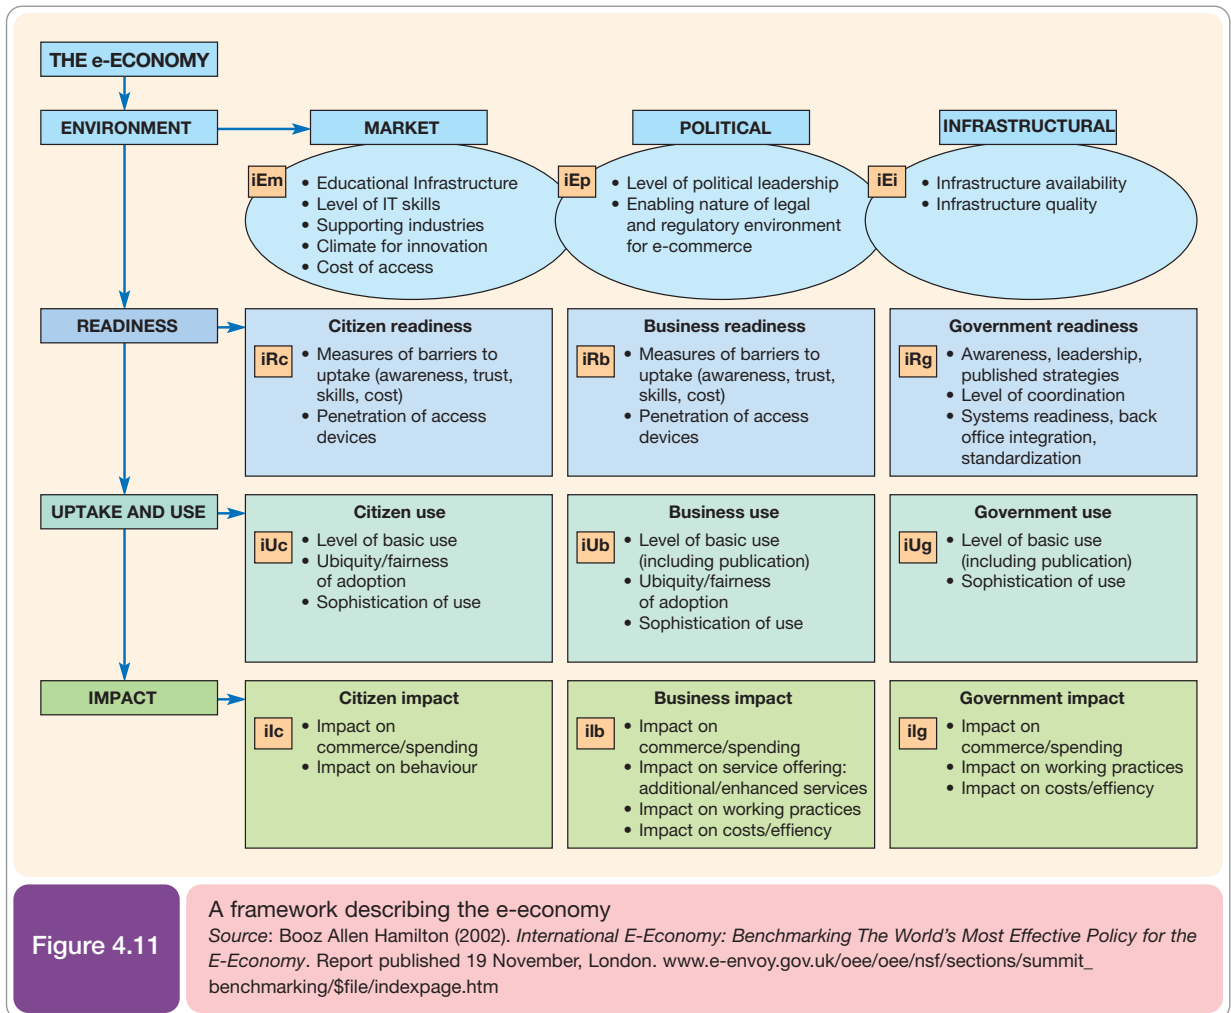 THE e-ECONOMY
ENVIRONMENT
MARKET
POLITICAL
INFRASTRUCTURAL
iEm
• Educational Infrastructure
• Level of IT skills
• Supporting industries
• Climate for innovation
• Cost of access
iEp
• Level of political leadership
• Enabling nature of legal
and regulatory environment
for e-commerce
iEi
• Infrastructure availability
• Infrastructure quality
READINESS
Citizen readiness
iRc
• Measures of barriers to
uptake (awareness, trust,
skills, cost)
• Penetration of access
devices
Business readiness
iRb
• Measures of barriers to
uptake (awareness, trust,
skills, cost)
• Penetration of access
devices
Government readiness
iRg
• Awareness, leadership,
published strategies
• Level of coordination
• Systems readiness, back
office integration,
standardization
UPTAKE AND USE
Citizen use
iUc
• Level of basic use
• Ubiquity/fairness
of adoption
• Sophistication of use
Business use
iUb
• Level of basic use
(including publication)
• Ubiquity/fairness
of adoption
• Sophistication of use
Government use
iUg
• Level of basic use
(including publication)
• Sophistication of use
IMPACT
Citizen impact
iIc
• Impact on
commerce/spending
• Impact on behaviour
Business impact
iIb
• Impact on
commerce/spending
• Impact on service offering:
additional/enhanced services
• Impact on working practices
• Impact on costs/effiency
Government impact
iIg
• Impact on
commerce/spending
• Impact on working practices
• Impact on costs/effiency
Figure 4.11
A framework describing the e-economy
Source: Booz Allen Hamilton (2002). International E-Economy: Benchmarking The World's Most Effective Policy for the
E-Economy. Report published 19 November, London. www.e-envoy.gov.uk/oee/oee/nsf/sections/summit_
benchmarking/$file/indexpage.htm